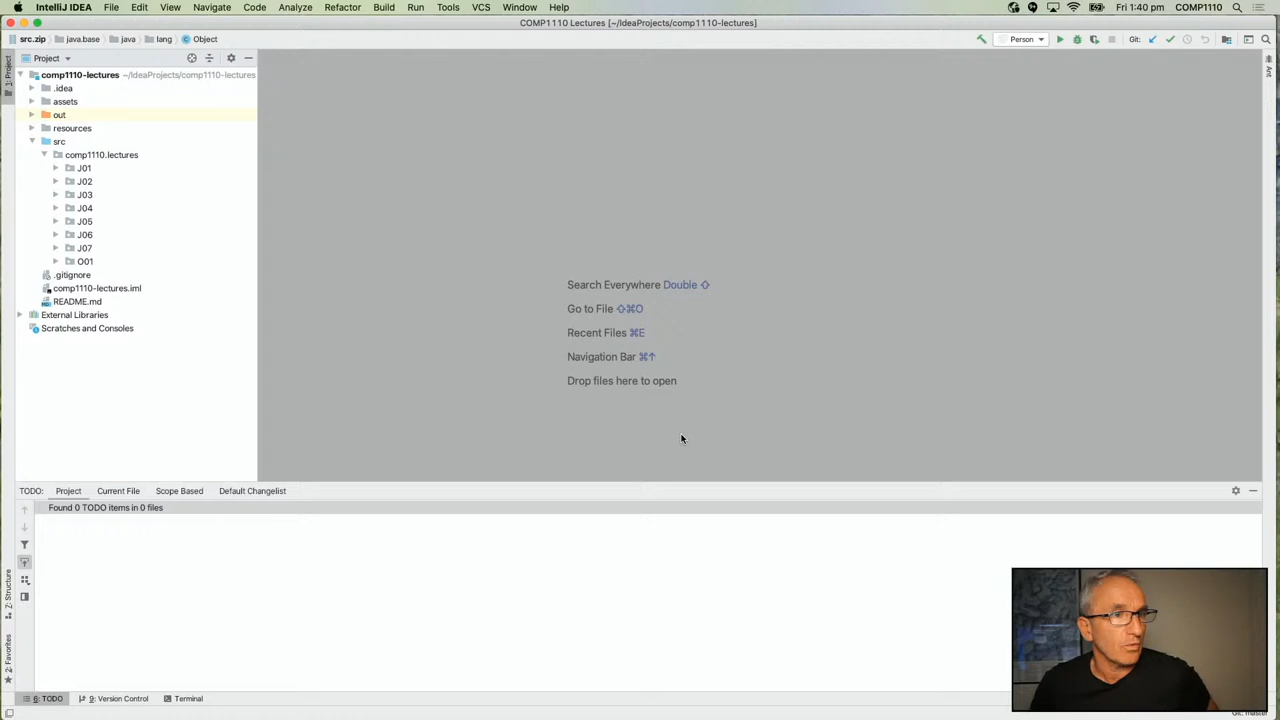 IntelliJ IDEA File Edit View Navigate Code Analyze Refactor Build Run Tools VCS Window Help Fri 1:40 pm COMP1110
COMP1110 Lectures [~/IdeaProjects/comp1110-lectures]
src.zip java.base java lang Object Person Git:
1: Project
Project
Ant
comp1110-lectures ~/IdeaProjects/comp1110-lectures
.idea
assets
out
resources
src
comp1110.lectures
J01
J02
J03
J04
J05
J06
J07
O01
.gitignore
comp1110-lectures.iml
README.md
External Libraries
Scratches and Consoles
Search Everywhere Double ⇧
Go to File ⇧⌘O
Recent Files ⌘E
Navigation Bar ⌘↑
Drop files here to open
TODO: Project Current File Scope Based Default Changelist
Found 0 TODO items in 0 files
Z: Structure
2: Favorites
6: TODO 9: Version Control Terminal
Git: master